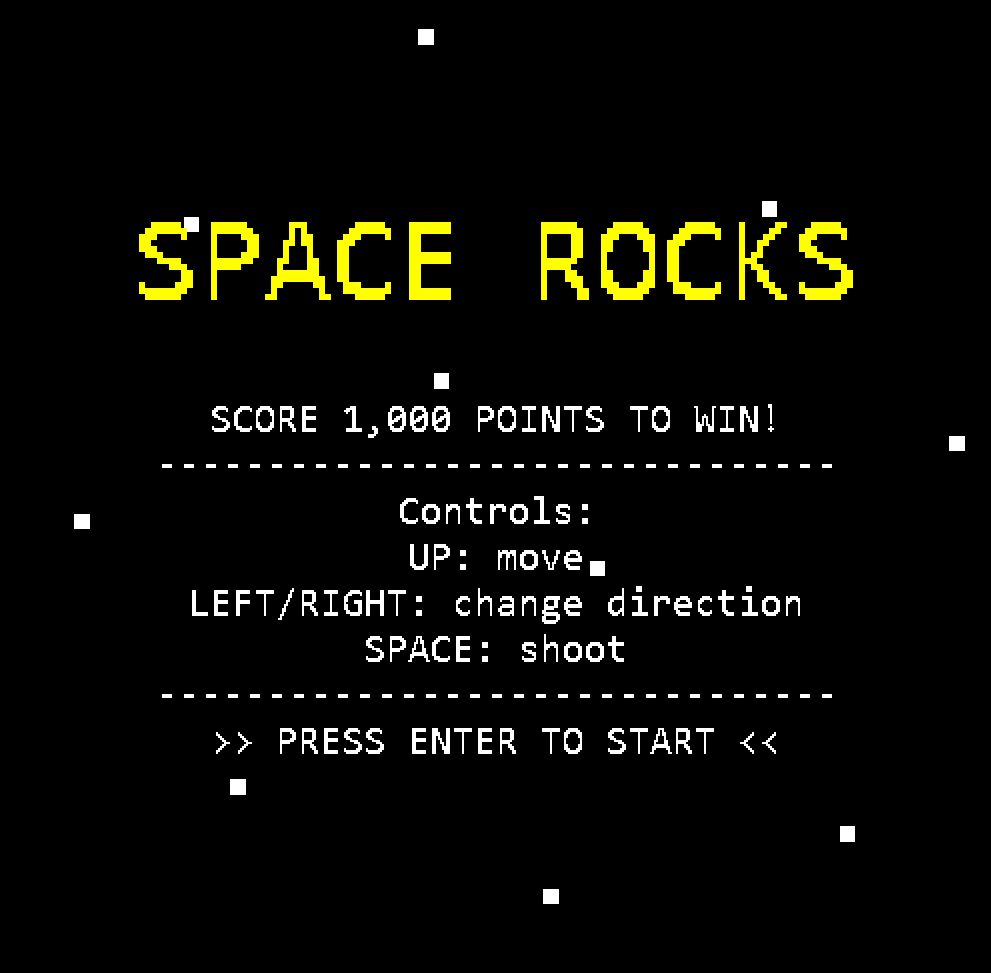 SPACE ROCKS
SCORE 1,000 POINTS TO WIN!
-------------------------------
Controls:
UP: move
LEFT/RIGHT: change direction
SPACE: shoot
-------------------------------
>> PRESS ENTER TO START <<